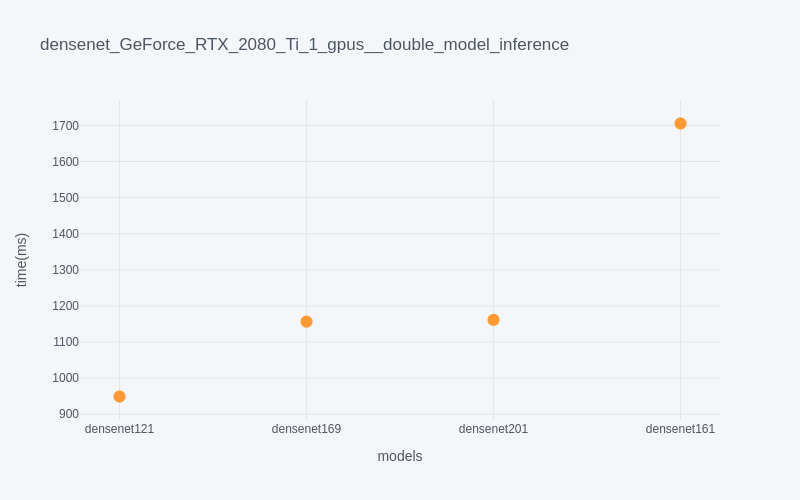 densenet_GeForce_RTX_2080_Ti_1_gpus__double_model_inference
1700
1600
1500
1400
1300
1200
1100
1000
900
time(ms)
densenet121
densenet169
densenet201
densenet161
models